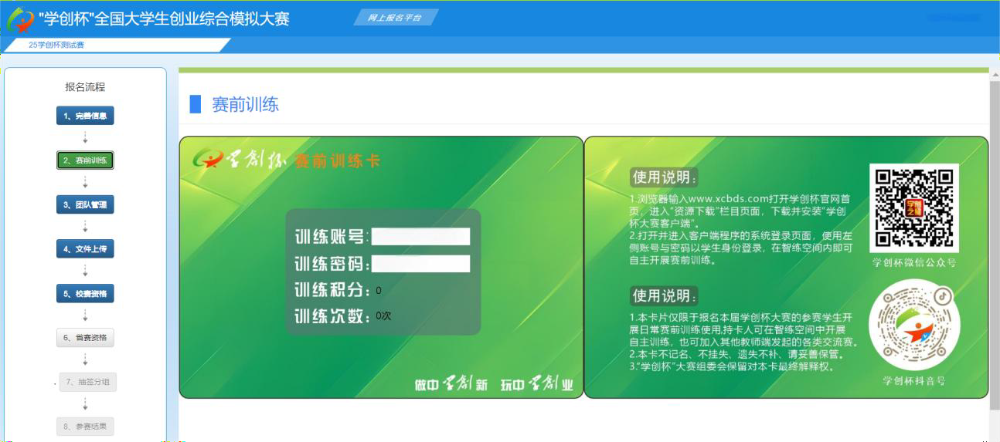 "学创杯"全国大学生创业综合模拟大赛
网上报名平台
25学创杯测试赛
报名流程
1、完善信息
2、赛前训练
3、团队管理
4、文件上传
5、校赛资格
6、省赛资格
7、抽签分组
8、参赛结果
赛前训练
学创杯 赛前训练卡
训练账号:
训练密码:
训练积分: 0
训练次数: 0次
做中学创新 玩中学创业
使用说明:
1.浏览器输入www.xcbds.com打开学创杯官网首
页，进入“资源下载”栏目页面，下载并安装“学创
杯大赛客户端”。
2.打开并进入客户端程序的系统登录页面，使用左
侧账号与密码以学生身份登录，在智练空间内即可
自主开展赛前训练。
学创之缘
学创杯微信公众号
使用说明:
1.本卡片仅限于报名本届学创杯大赛的参赛学生开
展日常赛前训练使用,持卡人可在智练空间中开展
自主训练，也可加入其他教师端发起的各类交流赛。
2.本卡不记名、不挂失、遗失不补、请妥善保管。
3.“学创杯”大赛组委会保留对本卡最终解释权。
学创杯抖音号